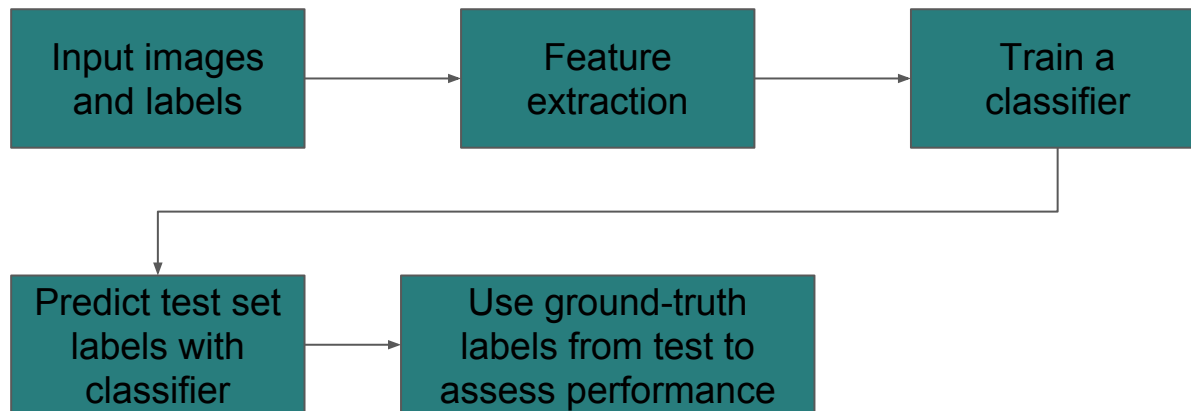 Input images
and labels
Feature
extraction
Train a
classifier
Predict test set
labels with
classifier
Use ground-truth
labels from test to
assess performance